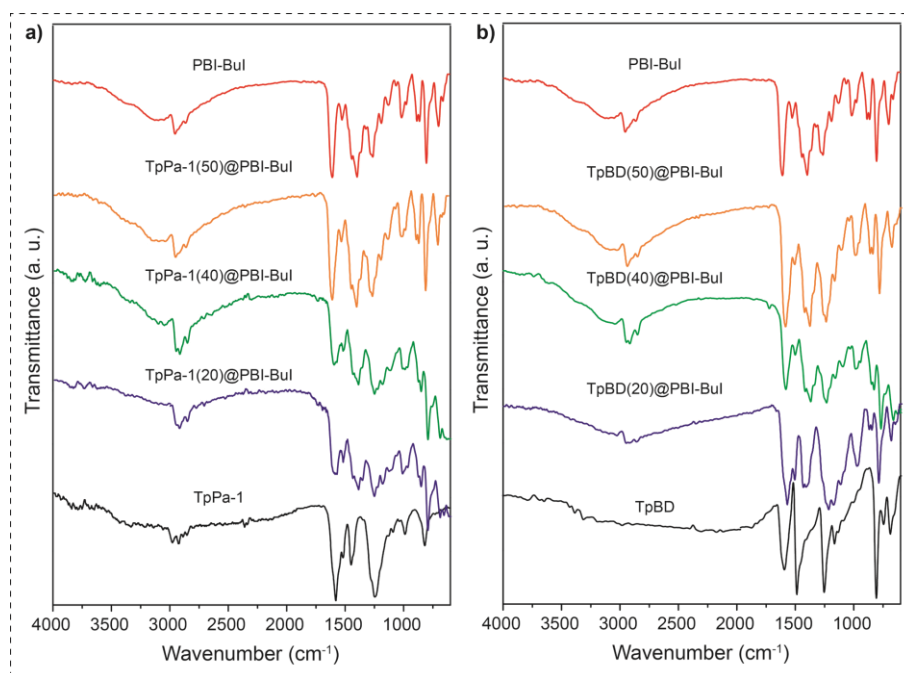 a)
PBI-BuI
TpPa-1(50)@PBI-BuI
TpPa-1(40)@PBI-BuI
TpPa-1(20)@PBI-BuI
TpPa-1
Transmittance (a. u.)
4000 3500 3000 2500 2000 1500 1000
Wavenumber (cm⁻¹)
b)
PBI-BuI
TpBD(50)@PBI-BuI
TpBD(40)@PBI-BuI
TpBD(20)@PBI-BuI
TpBD
Transmittance (a. u.)
4000 3500 3000 2500 2000 1500 1000
Wavenumber (cm⁻¹)